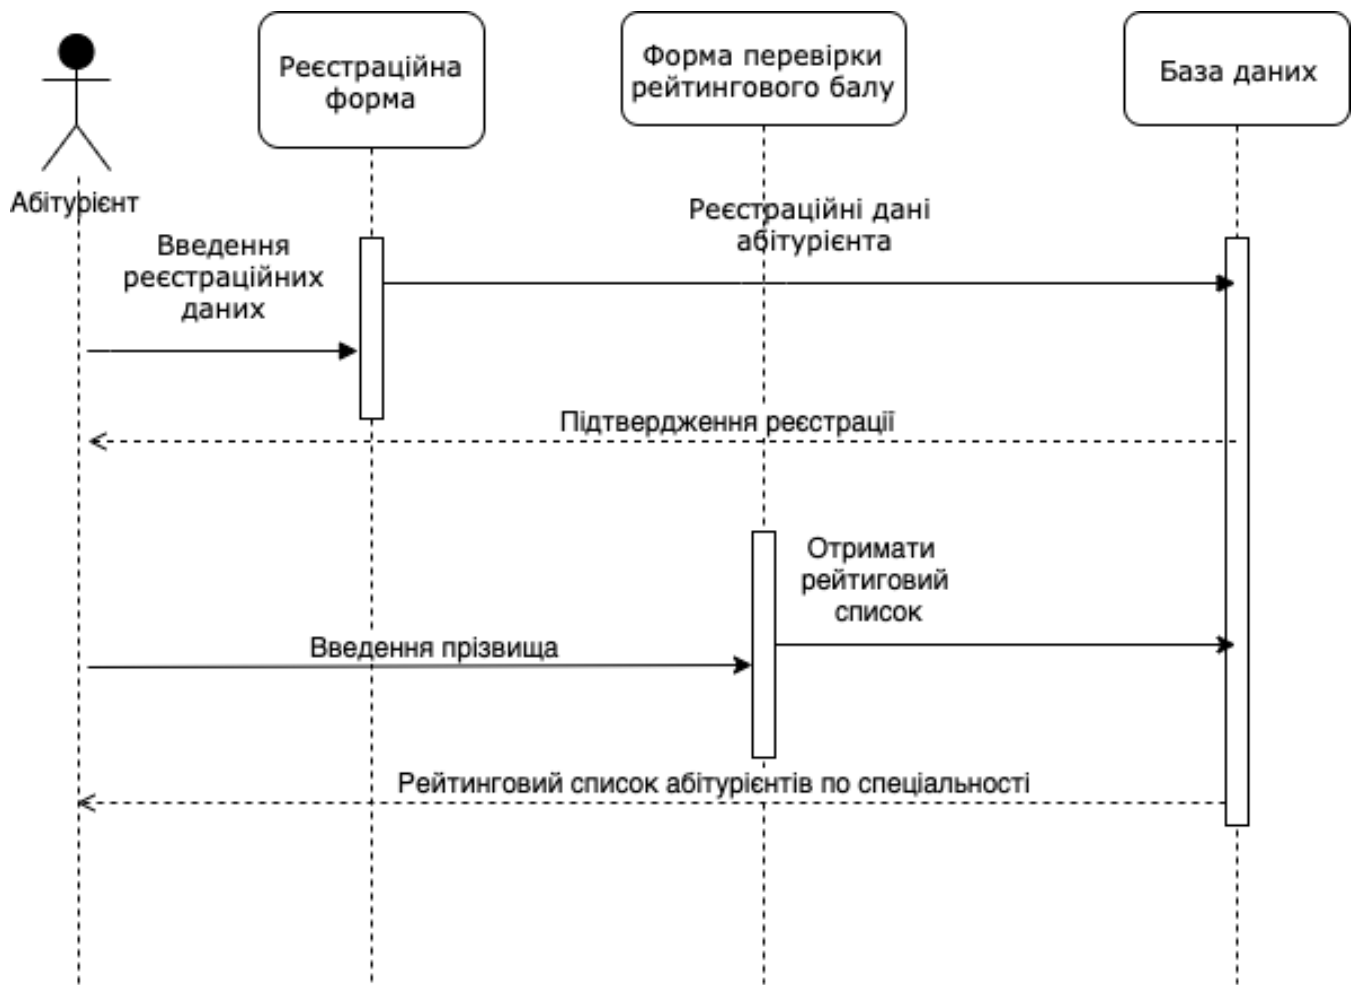 Реєстраційна
форма
Форма перевірки
рейтингового балу
База даних
Абітурієнт
Реєстраційні дані
абітурієнта
Введення
реєстраційних
даних
Підтвердження реєстрації
Отримати
рейтиговий
список
Введення прізвища
Рейтинговий список абітурієнтів по спеціальності